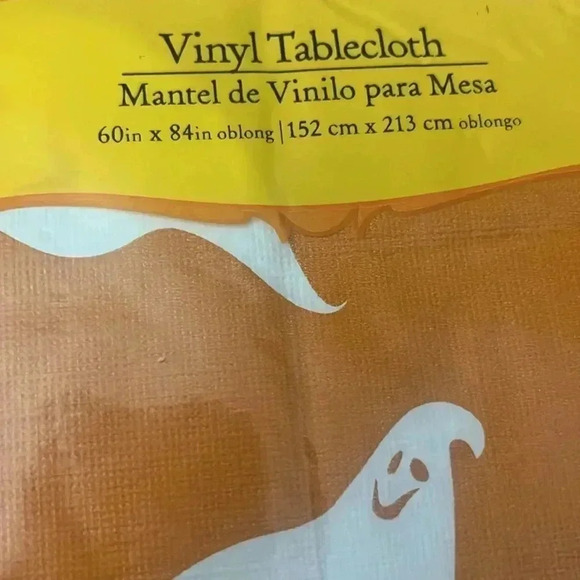 Vinyl Tablecloth
Mantel de Vinilo para Mesa
60in x 84in oblong | 152 cm x 213 cm oblongo